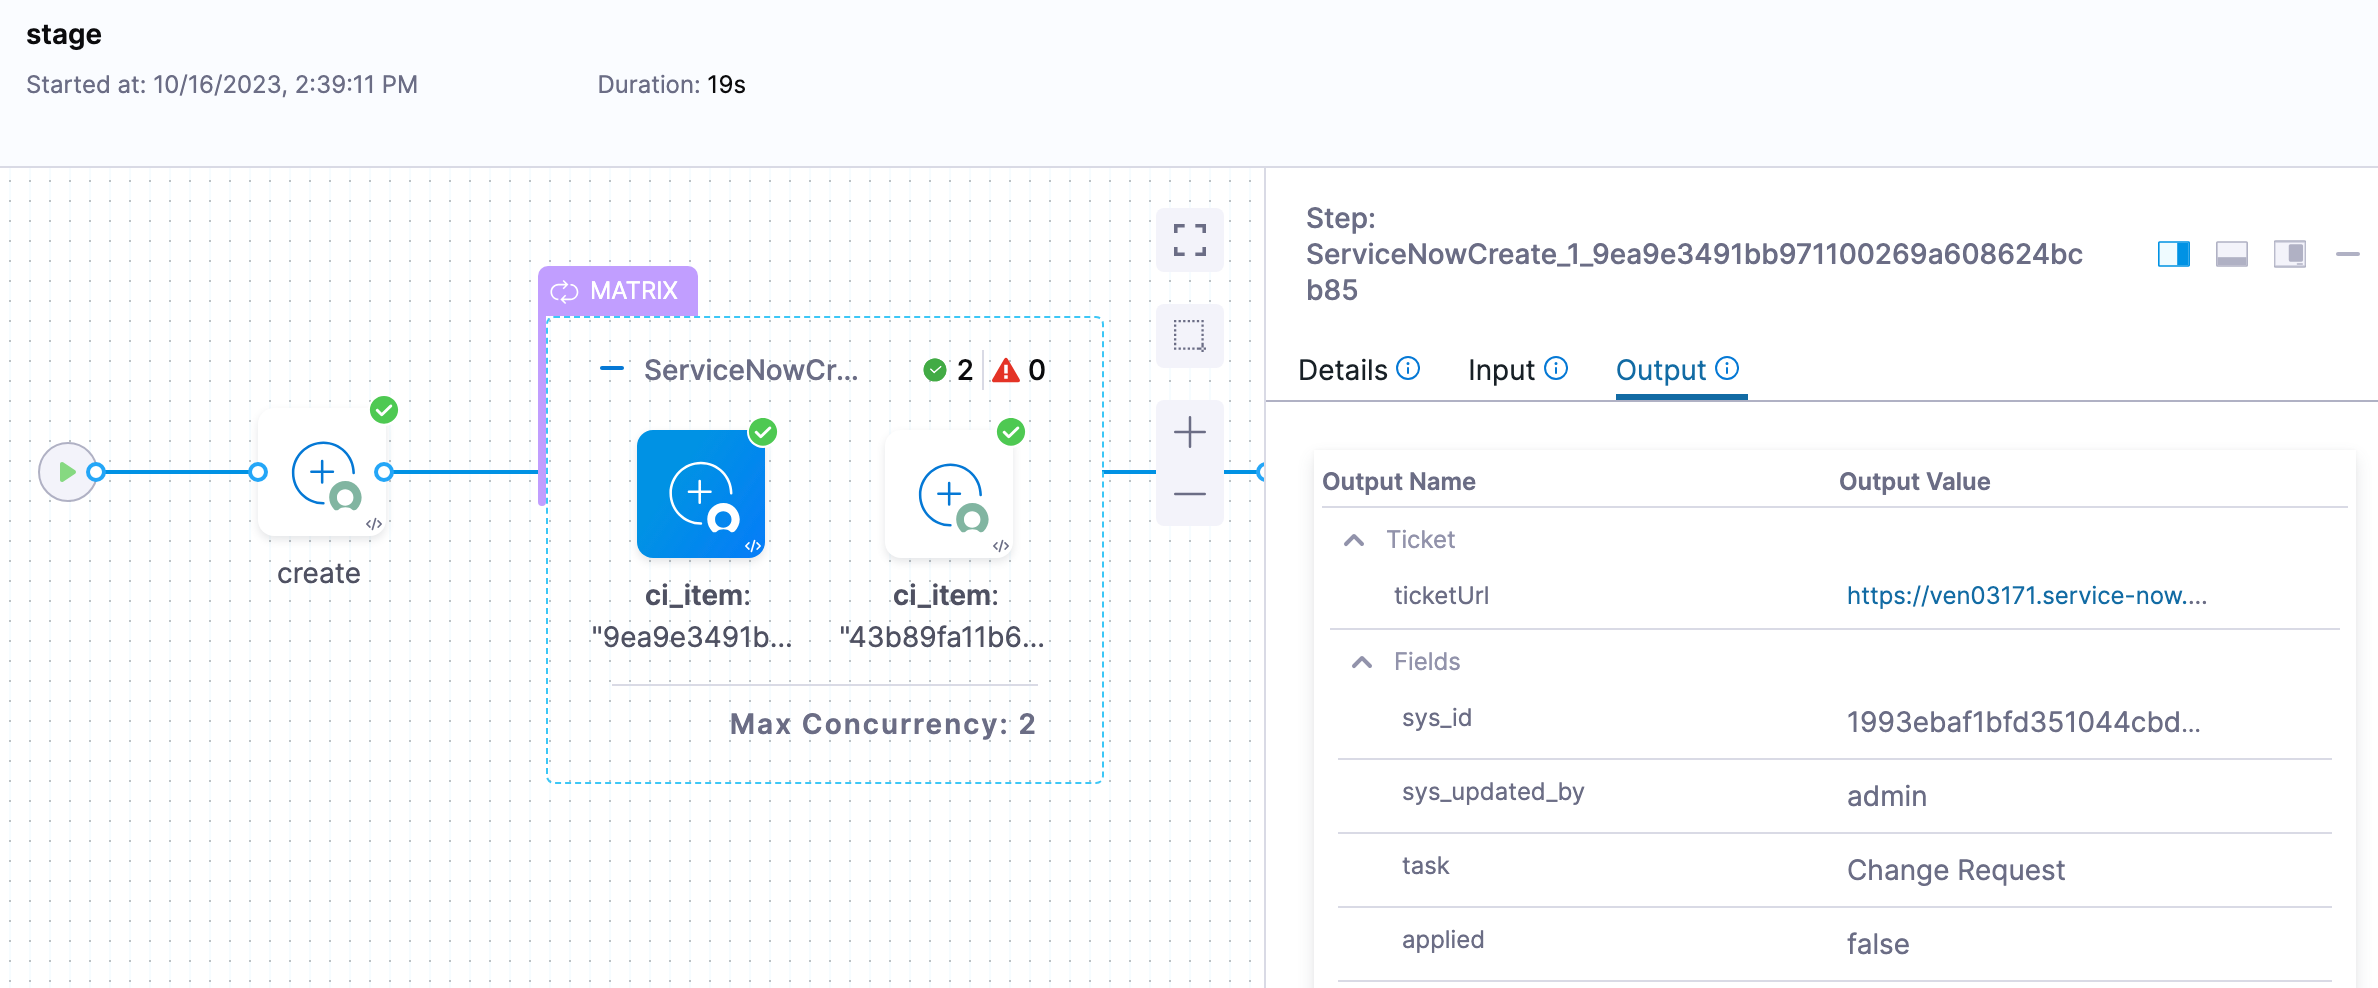 stage
Started at: 10/16/2023, 2:39:11 PM
Duration: 19s
MATRIX
ServiceNowCr...
2
0
create
ci_item:
"9ea9e3491b...
ci_item:
"43b89fa11b6...
Max Concurrency: 2
Step:
ServiceNowCreate_1_9ea9e3491bb971100269a608624bc
b85
Details
Input
Output
Output Name
Output Value
Ticket
ticketUrl
https://ven03171.service-now....
Fields
sys_id
1993ebaf1bfd351044cbd...
sys_updated_by
admin
task
Change Request
applied
false